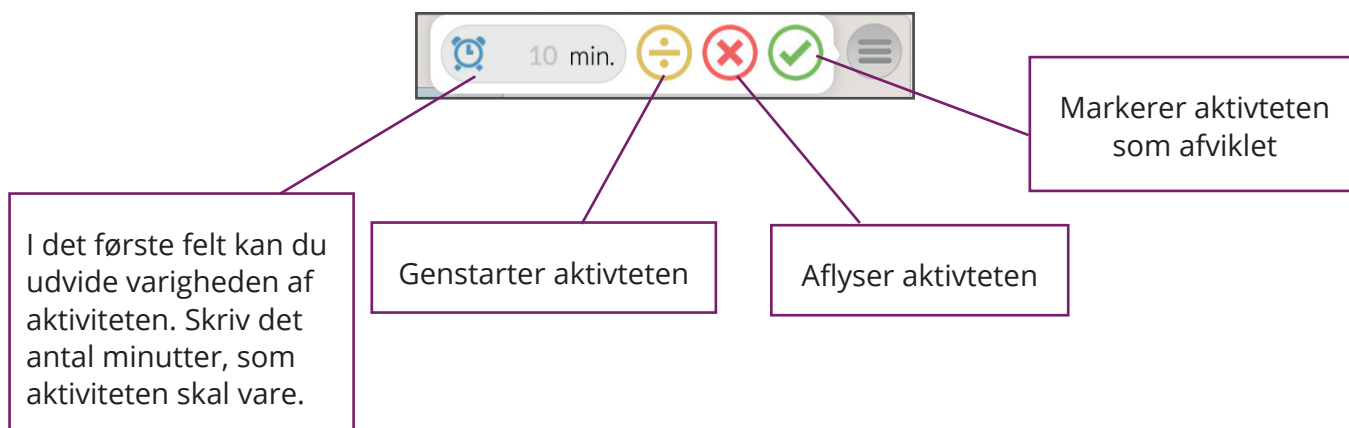 10 min.
Markerer aktivteten
som afviklet
I det første felt kan du
udvide varigheden af
aktiviteten. Skriv det
antal minutter, som
aktiviteten skal vare.
Genstarter aktivteten
Aflyser aktivteten